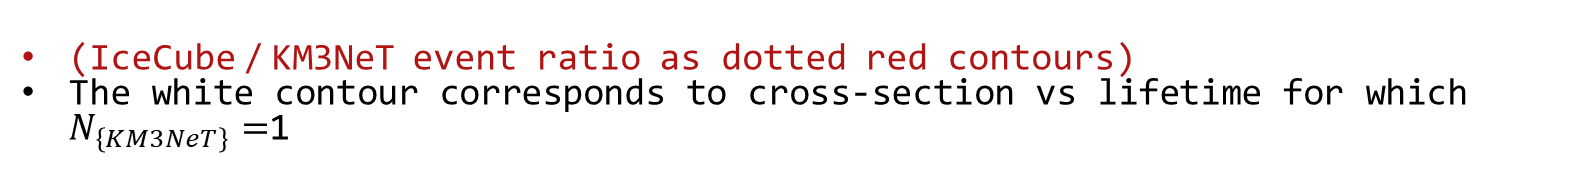 • (IceCube / KM3NeT event ratio as dotted red contours)
• The white contour corresponds to cross-section vs lifetime for which
N_{KM3NeT} =1